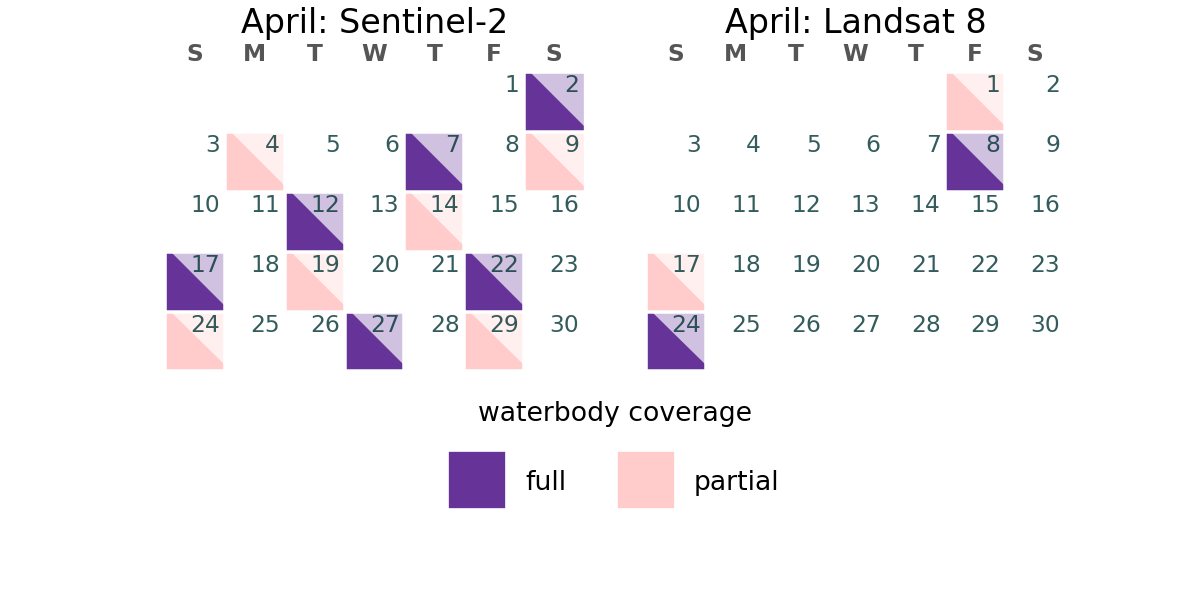 April: Sentinel-2
S M T W T F S
1 2
3 4 5 6 7 8 9
10 11 12 13 14 15 16
17 18 19 20 21 22 23
24 25 26 27 28 29 30
April: Landsat 8
S M T W T F S
1 2
3 4 5 6 7 8 9
10 11 12 13 14 15 16
17 18 19 20 21 22 23
24 25 26 27 28 29 30
waterbody coverage
full partial